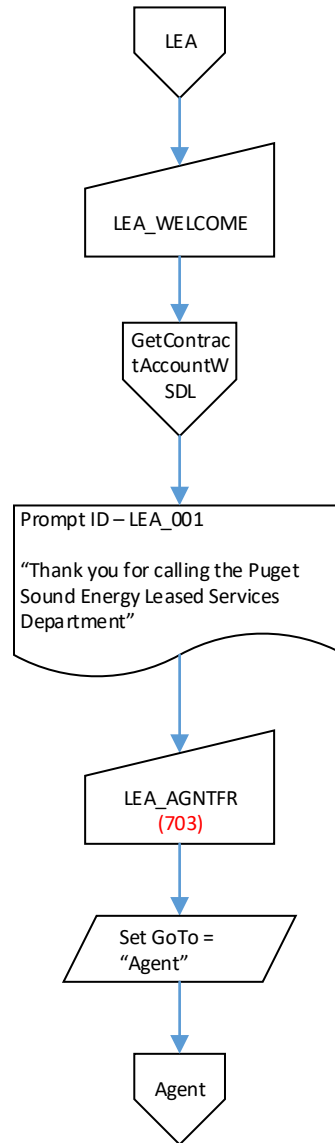 LEA
LEA_WELCOME
GetContrac
tAccountW
SDL
Prompt ID – LEA_001
“Thank you for calling the Puget
Sound Energy Leased Services
Department”
LEA_AGNTFR
(703)
Set GoTo =
“Agent”
Agent